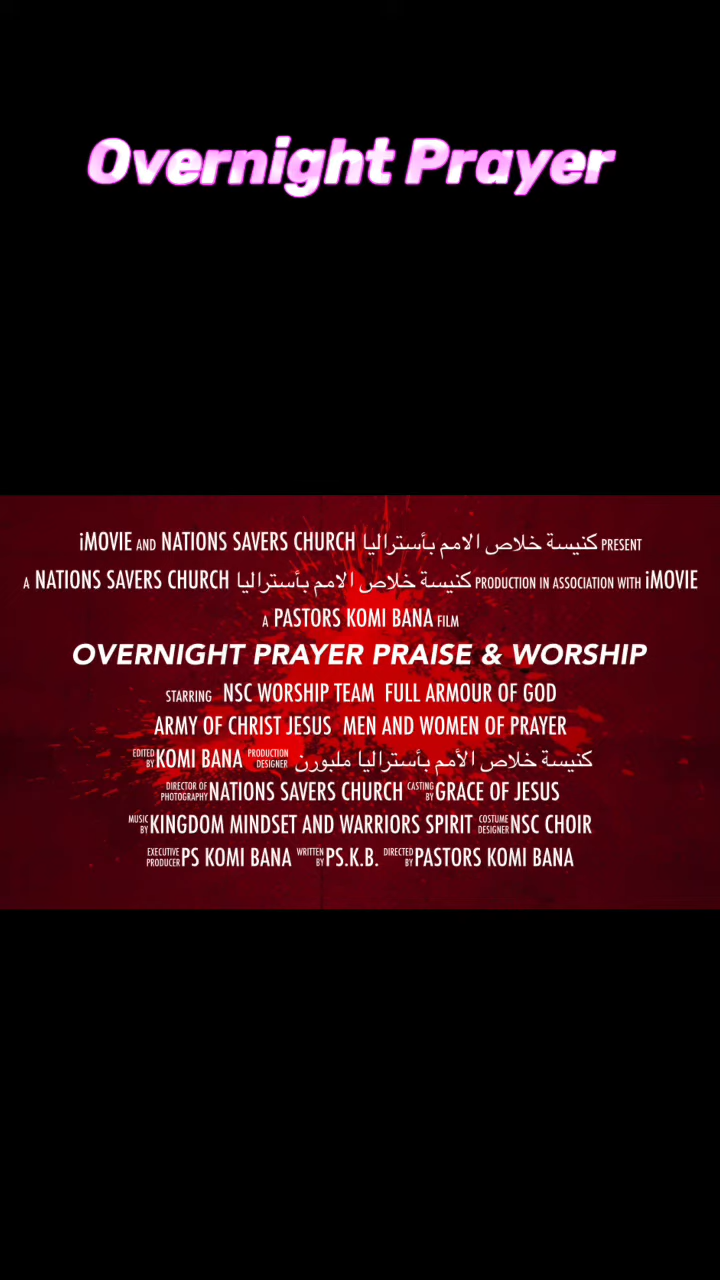 Overnight Prayer
iMOVIE AND NATIONS SAVERS CHURCH كنيسة خلاص الامم بأستراليا PRESENT
A NATIONS SAVERS CHURCH كنيسة خلاص الامم بأستراليا PRODUCTION IN ASSOCIATION WITH iMOVIE
A PASTORS KOMI BANA FILM
OVERNIGHT PRAYER PRAISE & WORSHIP
STARRING NSC WORSHIP TEAM FULL ARMOUR OF GOD
ARMY OF CHRIST JESUS MEN AND WOMEN OF PRAYER
EDITED BY KOMI BANA PRODUCTION DESIGNER كنيسة خلاص الأمم بأستراليا ملبورن
DIRECTOR OF PHOTOGRAPHY NATIONS SAVERS CHURCH CASTING BY GRACE OF JESUS
MUSIC BY KINGDOM MINDSET AND WARRIORS SPIRIT COSTUME DESIGNER NSC CHOIR
EXECUTIVE PRODUCER PS KOMI BANA WRITTEN BY PS.K.B. DIRECTED BY PASTORS KOMI BANA